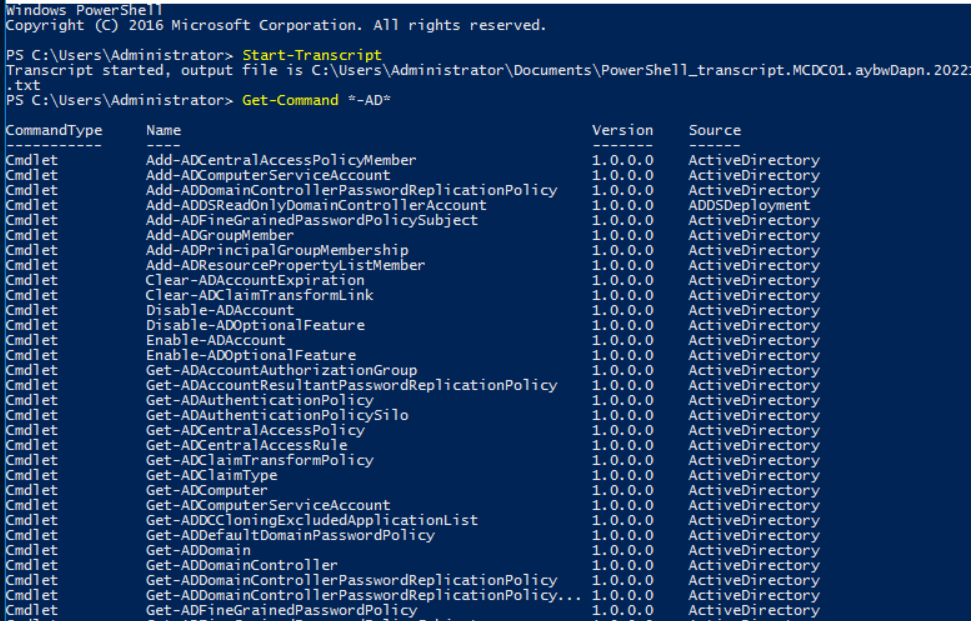 Windows PowerShell
Copyright (C) 2016 Microsoft Corporation. All rights reserved.
PS C:\Users\Administrator> Start-Transcript
Transcript started, output file is C:\Users\Administrator\Documents\PowerShell_transcript.MCDC01.aybwDapn.20221
.txt
PS C:\Users\Administrator> Get-Command *-AD*
CommandType Name Version Source
----------- ---- ------- ------
Cmdlet Add-ADCentralAccessPolicyMember 1.0.0.0 ActiveDirectory
Cmdlet Add-ADComputerServiceAccount 1.0.0.0 ActiveDirectory
Cmdlet Add-ADDomainControllerPasswordReplicationPolicy 1.0.0.0 ActiveDirectory
Cmdlet Add-ADDSReadOnlyDomainControllerAccount 1.0.0.0 ADDSDeployment
Cmdlet Add-ADFineGrainedPasswordPolicySubject 1.0.0.0 ActiveDirectory
Cmdlet Add-ADGroupMember 1.0.0.0 ActiveDirectory
Cmdlet Add-ADPrincipalGroupMembership 1.0.0.0 ActiveDirectory
Cmdlet Add-ADResourcePropertyListMember 1.0.0.0 ActiveDirectory
Cmdlet Clear-ADAccountExpiration 1.0.0.0 ActiveDirectory
Cmdlet Clear-ADClaimTransformLink 1.0.0.0 ActiveDirectory
Cmdlet Disable-ADAccount 1.0.0.0 ActiveDirectory
Cmdlet Disable-ADOptionalFeature 1.0.0.0 ActiveDirectory
Cmdlet Enable-ADAccount 1.0.0.0 ActiveDirectory
Cmdlet Enable-ADOptionalFeature 1.0.0.0 ActiveDirectory
Cmdlet Get-ADAccountAuthorizationGroup 1.0.0.0 ActiveDirectory
Cmdlet Get-ADAccountResultantPasswordReplicationPolicy 1.0.0.0 ActiveDirectory
Cmdlet Get-ADAuthenticationPolicy 1.0.0.0 ActiveDirectory
Cmdlet Get-ADAuthenticationPolicySilo 1.0.0.0 ActiveDirectory
Cmdlet Get-ADCentralAccessPolicy 1.0.0.0 ActiveDirectory
Cmdlet Get-ADCentralAccessRule 1.0.0.0 ActiveDirectory
Cmdlet Get-ADClaimTransformPolicy 1.0.0.0 ActiveDirectory
Cmdlet Get-ADClaimType 1.0.0.0 ActiveDirectory
Cmdlet Get-ADComputer 1.0.0.0 ActiveDirectory
Cmdlet Get-ADComputerServiceAccount 1.0.0.0 ActiveDirectory
Cmdlet Get-ADDCCloningExcludedApplicationList 1.0.0.0 ActiveDirectory
Cmdlet Get-ADDefaultDomainPasswordPolicy 1.0.0.0 ActiveDirectory
Cmdlet Get-ADDomain 1.0.0.0 ActiveDirectory
Cmdlet Get-ADDomainController 1.0.0.0 ActiveDirectory
Cmdlet Get-ADDomainControllerPasswordReplicationPolicy 1.0.0.0 ActiveDirectory
Cmdlet Get-ADDomainControllerPasswordReplicationPolicy... 1.0.0.0 ActiveDirectory
Cmdlet Get-ADFineGrainedPasswordPolicy 1.0.0.0 ActiveDirectory